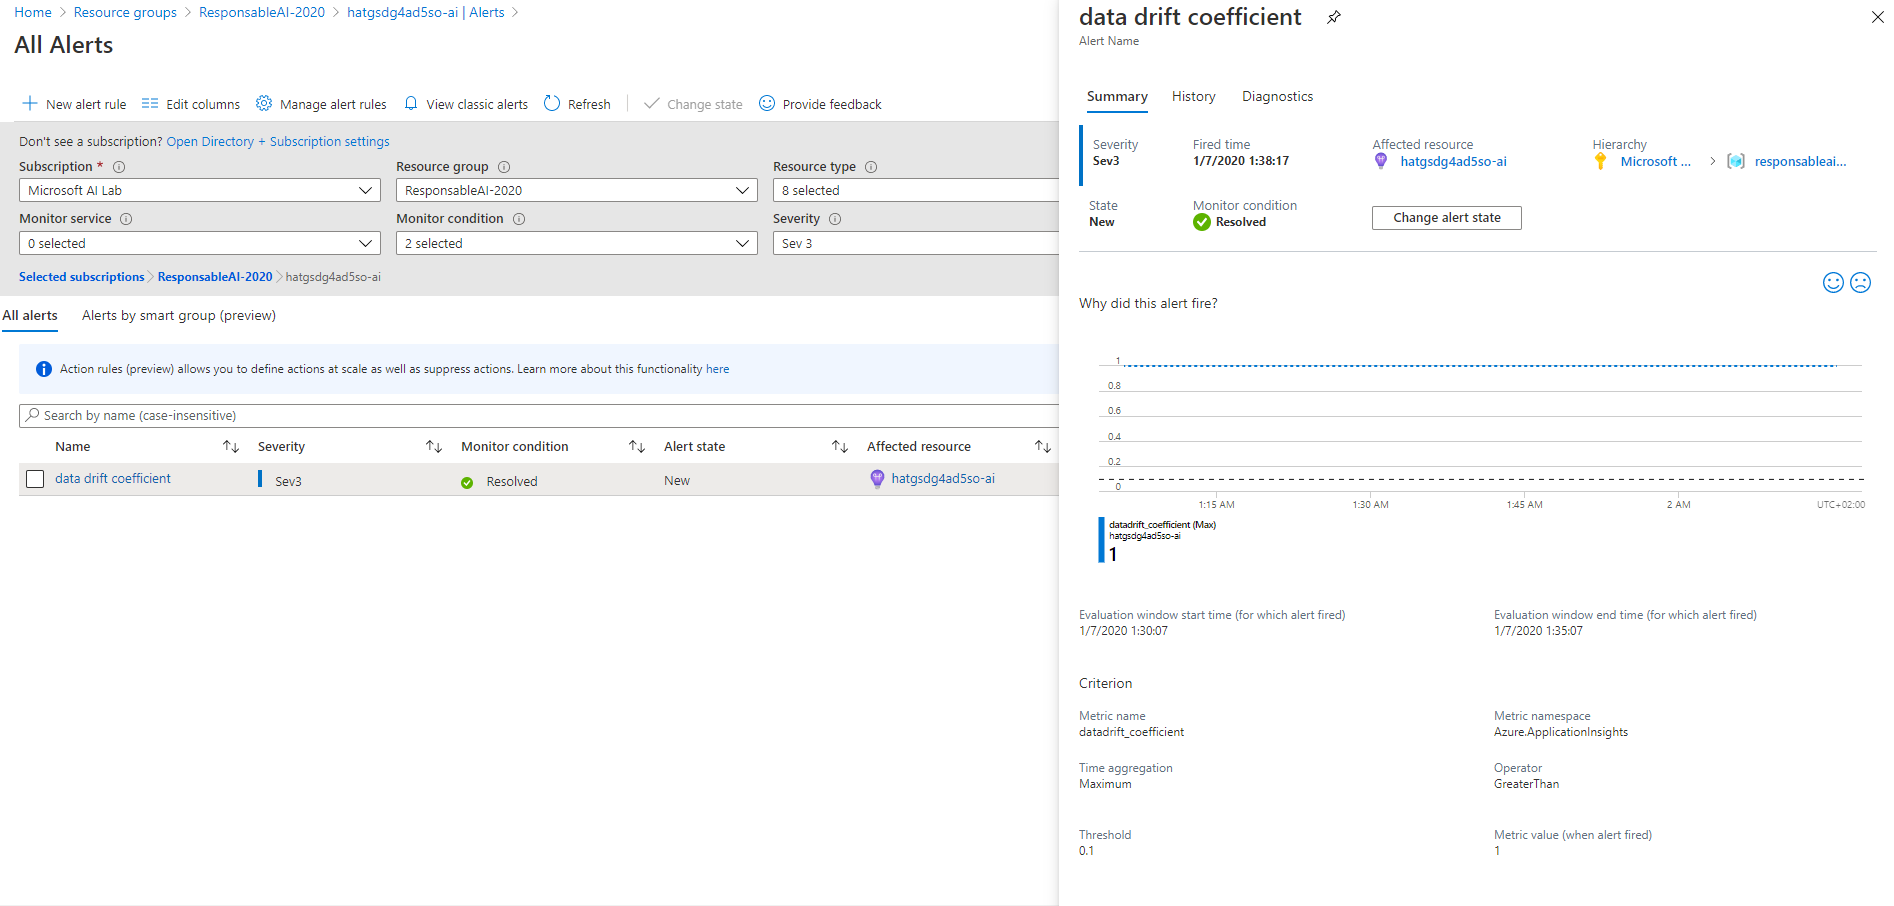 Home > Resource groups > ResponsableAI-2020 > hatgsdg4ad5so-ai | Alerts >
All Alerts
New alert rule Edit columns Manage alert rules View classic alerts Refresh Change state Provide feedback
Don't see a subscription? Open Directory + Subscription settings
Subscription * Resource group Resource type
Microsoft AI Lab ResponsableAI-2020 8 selected
Monitor service Monitor condition Severity
0 selected 2 selected Sev 3
Selected subscriptions > ResponsableAI-2020 > hatgsdg4ad5so-ai
All alerts Alerts by smart group (preview)
Action rules (preview) allows you to define actions at scale as well as suppress actions. Learn more about this functionality here
Search by name (case-insensitive)
Name Severity Monitor condition Alert state Affected resource
data drift coefficient Sev3 Resolved New hatgsdg4ad5so-ai
data drift coefficient
Alert Name
Summary History Diagnostics
Severity Fired time Affected resource Hierarchy
Sev3 1/7/2020 1:38:17 hatgsdg4ad5so-ai Microsoft ... > responsableai...
State Monitor condition
New Resolved Change alert state
Why did this alert fire?
1
0.8
0.6
0.4
0.2
0
1:15 AM 1:30 AM 1:45 AM 2 AM UTC+02:00
datadrift_coefficient (Max)
hatgsdg4ad5so-ai
1
Evaluation window start time (for which alert fired) Evaluation window end time (for which alert fired)
1/7/2020 1:30:07 1/7/2020 1:35:07
Criterion
Metric name Metric namespace
datadrift_coefficient Azure.ApplicationInsights
Time aggregation Operator
Maximum GreaterThan
Threshold Metric value (when alert fired)
0.1 1